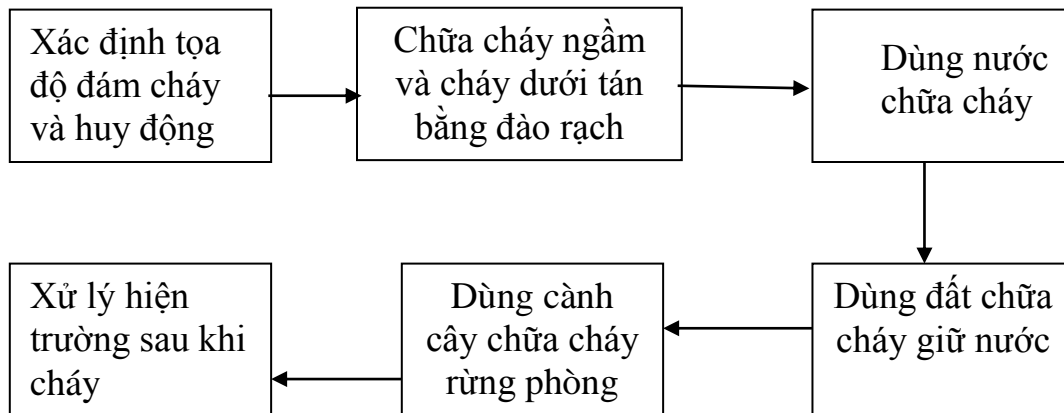 Xác định tọa
độ đám cháy
và huy động
Chữa cháy ngầm
và cháy dưới tán
bằng đào rạch
Dùng nước
chữa cháy
Dùng đất chữa
cháy giữ nước
Dùng cành
cây chữa cháy
rừng phòng
Xử lý hiện
trường sau khi
cháy